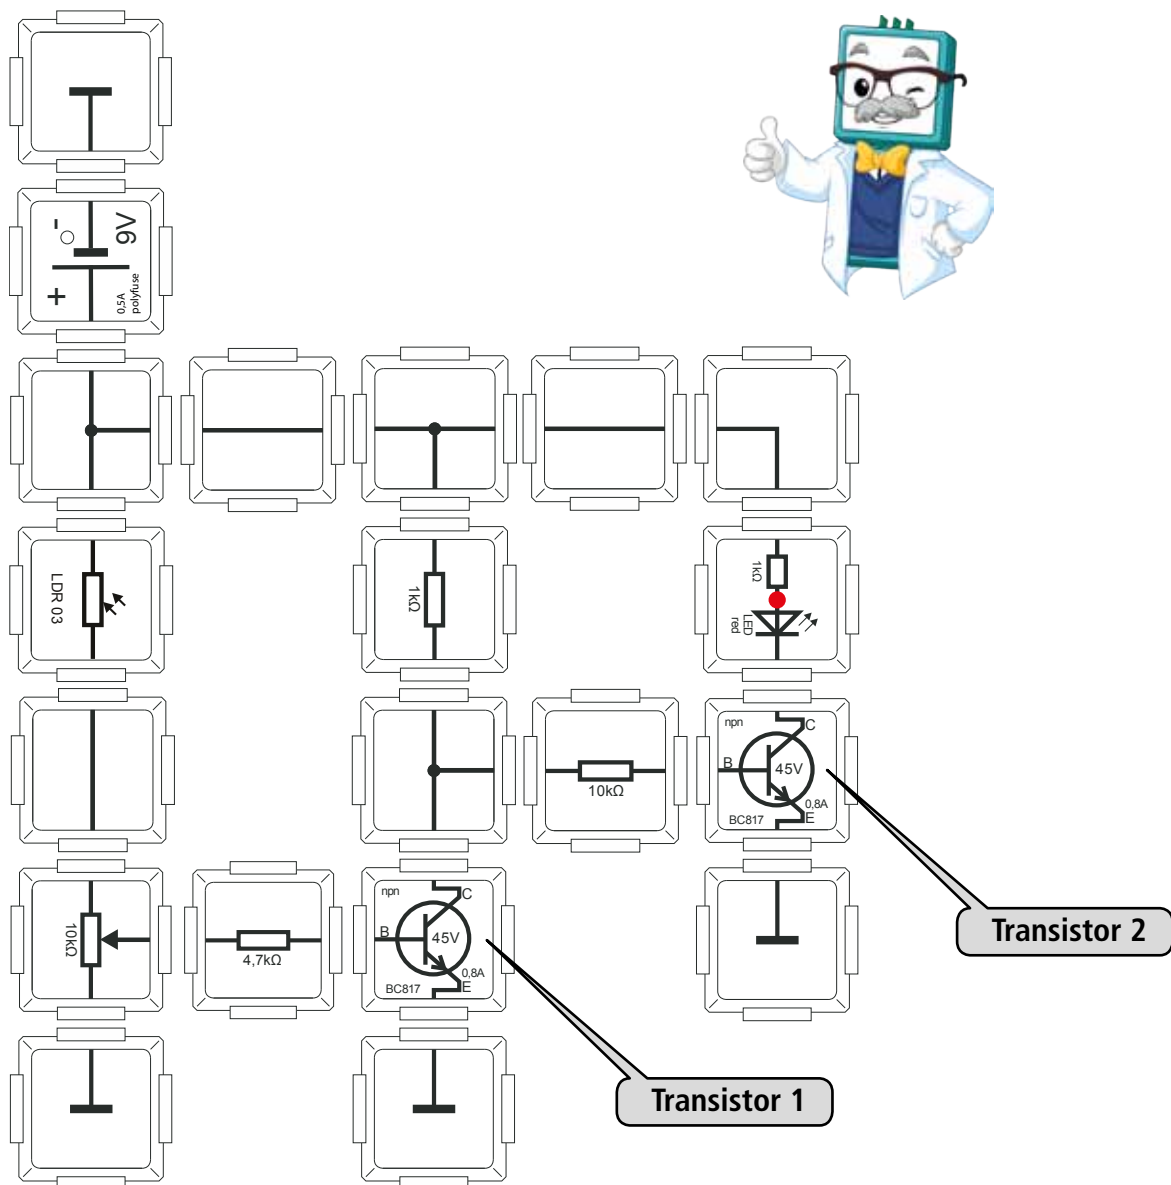 - 9V
+ 0,5A
polyfuse
LDR 03
1kΩ
1kΩ
LED
red
10kΩ
npn
C
B
45V
0,8A
BC817
E
Transistor 2
10kΩ
4,7kΩ
npn
C
B
45V
0,8A
BC817
E
Transistor 1